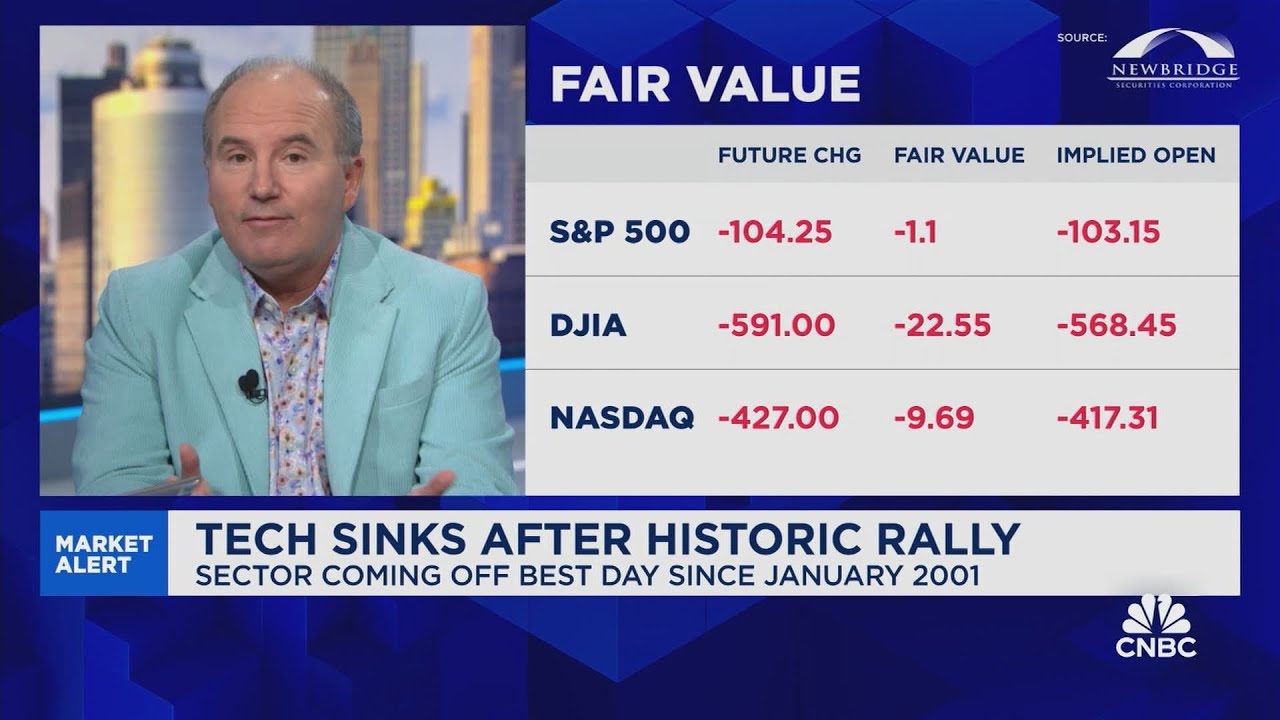 SOURCE:
NEWBRIDGE
SECURITIES CORPORATION
FAIR VALUE
FUTURE CHG FAIR VALUE IMPLIED OPEN
S&P 500 -104.25 -1.1 -103.15
DJIA -591.00 -22.55 -568.45
NASDAQ -427.00 -9.69 -417.31
MARKET
ALERT
TECH SINKS AFTER HISTORIC RALLY
SECTOR COMING OFF BEST DAY SINCE JANUARY 2001
CNBC